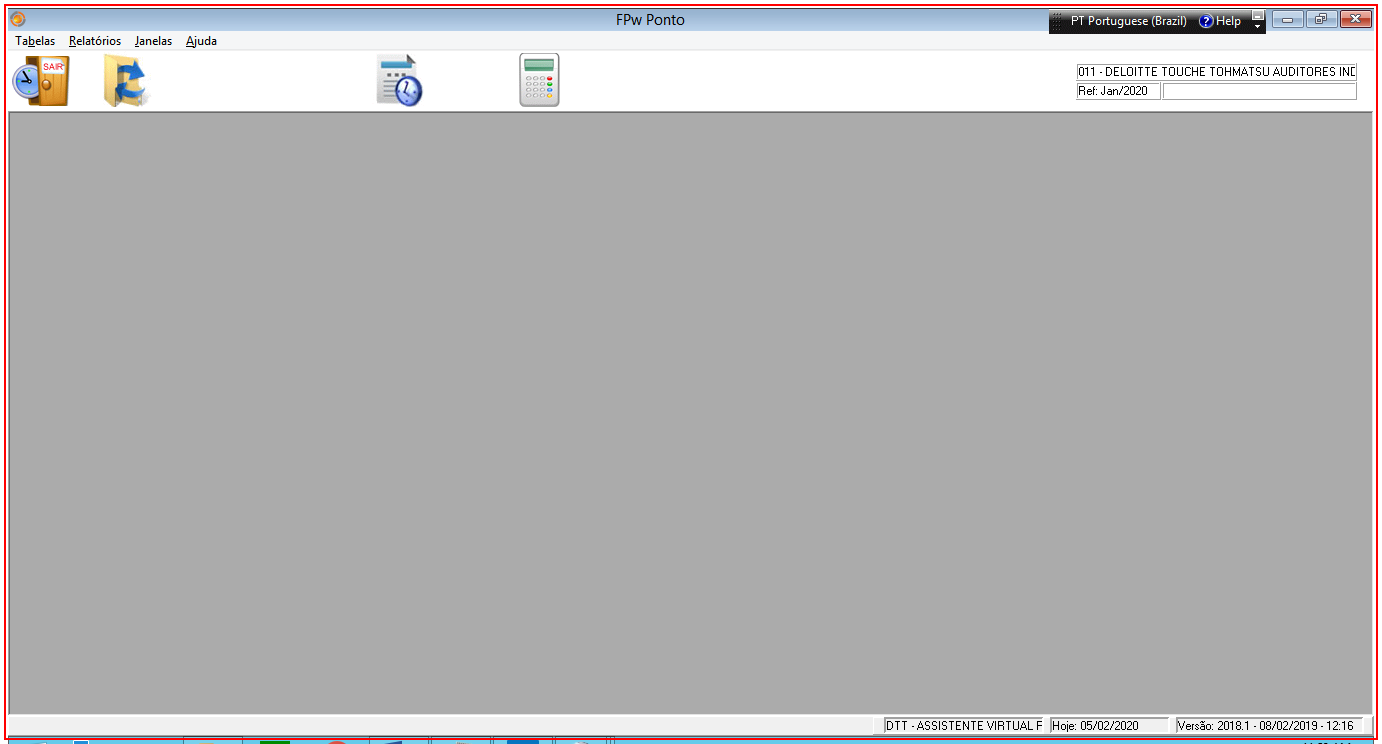 FPw Ponto
PT Portuguese (Brazil) ? Help
Tabelas Relatórios Janelas Ajuda
SAIR
011 - DELOITTE TOUCHE TOHMATSU AUDITORES IND
Ref: Jan/2020
DTT - ASSISTENTE VIRTUAL F
Hoje: 05/02/2020
Versão: 2018.1 - 08/02/2019 - 12:16